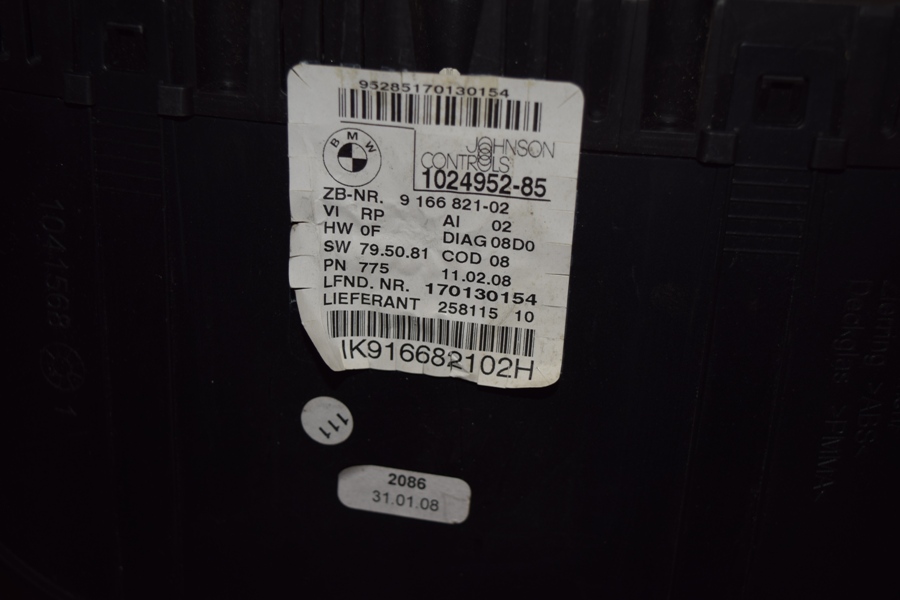 95285170130154
BMW
JOHNSON
CONTROLS
1024952-85
ZB-NR. 9 166 821-02
VI RP AI 02
HW 0F DIAG 08D0
SW 79.50.81 COD 08
PN 775 11.02.08
LFND. NR. 170130154
LIEFERANT 258115 10
IK916682102H
111
2086
31.01.08
1041568
1